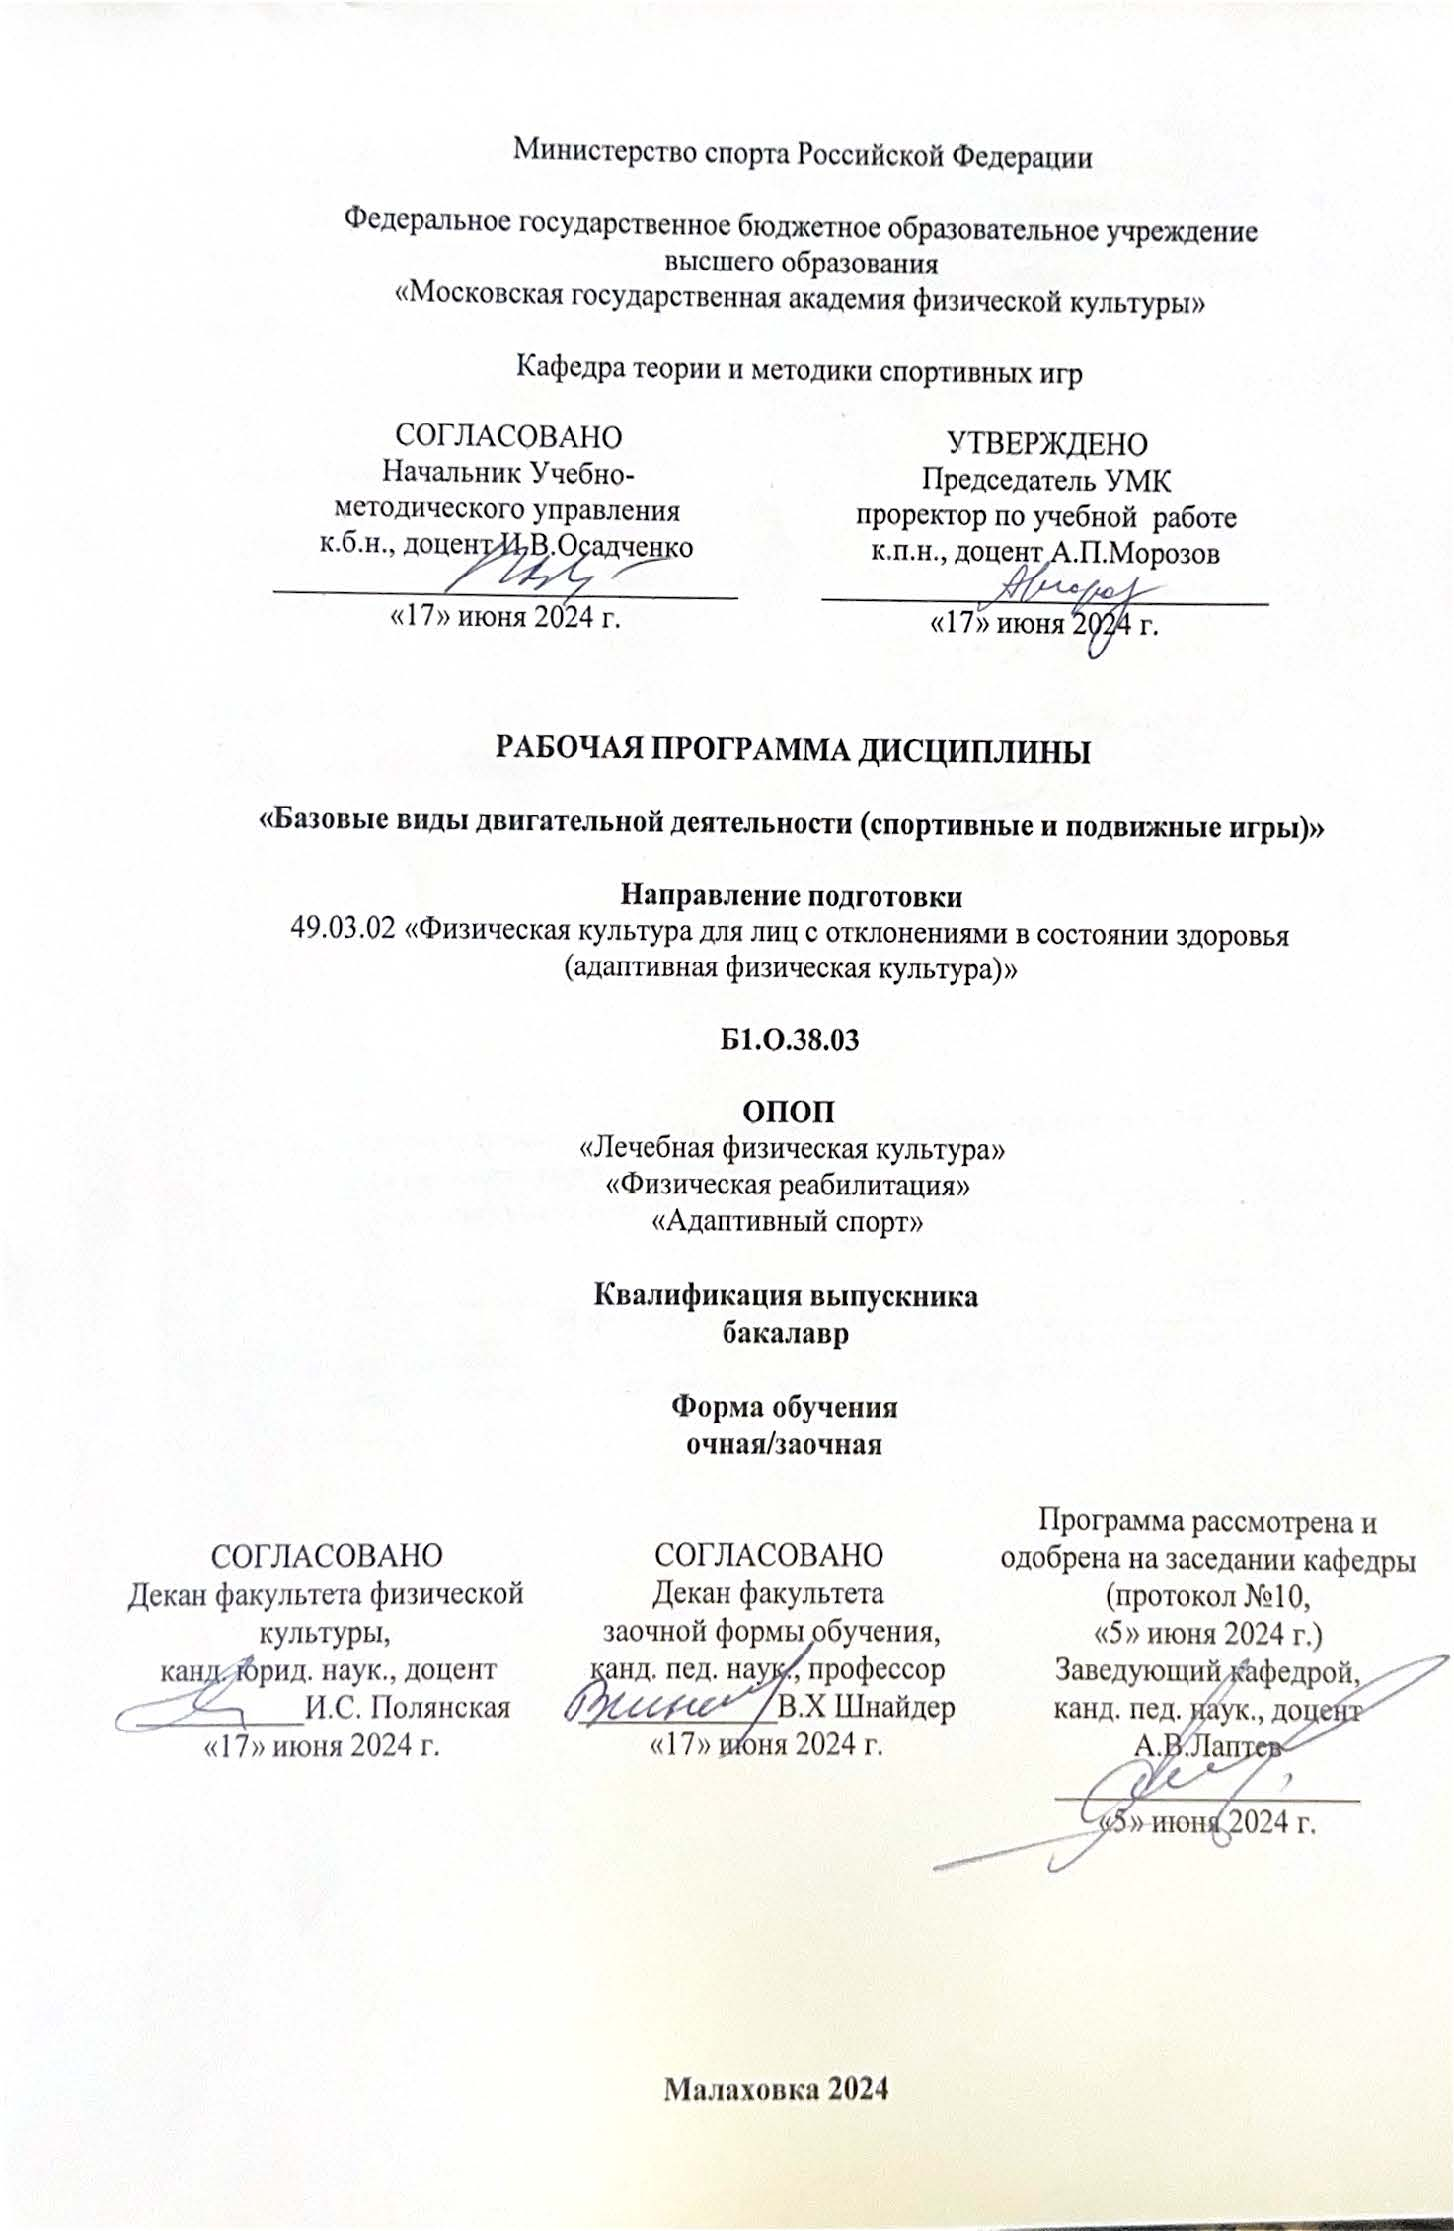 Министерство спорта Российской Федерации
Федеральное государственное бюджетное образовательное учреждение
высшего образования
«Московская государственная академия физической культуры»
Кафедра теории и методики спортивных игр
СОГЛАСОВАНО
Начальник Учебно-
методического управления
к.б.н., доцент И.В.Осадченко
«17» июня 2024 г.
УТВЕРЖДЕНО
Председатель УМК
проректор по учебной работе
к.п.н., доцент А.П.Морозов
«17» июня 2024 г.
РАБОЧАЯ ПРОГРАММА ДИСЦИПЛИНЫ
«Базовые виды двигательной деятельности (спортивные и подвижные игры)»
Направление подготовки
49.03.02 «Физическая культура для лиц с отклонениями в состоянии здоровья
(адаптивная физическая культура)»
Б1.О.38.03
ОПОП
«Лечебная физическая культура»
«Физическая реабилитация»
«Адаптивный спорт»
Квалификация выпускника
бакалавр
Форма обучения
очная/заочная
СОГЛАСОВАНО
Декан факультета физической
культуры,
канд. юрид. наук., доцент
И.С. Полянская
«17» июня 2024 г.
СОГЛАСОВАНО
Декан факультета
заочной формы обучения,
канд. пед. наук., профессор
В.Х Шнайдер
«17» июня 2024 г.
Программа рассмотрена и
одобрена на заседании кафедры
(протокол №10,
«5» июня 2024 г.)
Заведующий кафедрой,
канд. пед. наук., доцент
А.В.Лаптев
«5» июня 2024 г.
Малаховка 2024